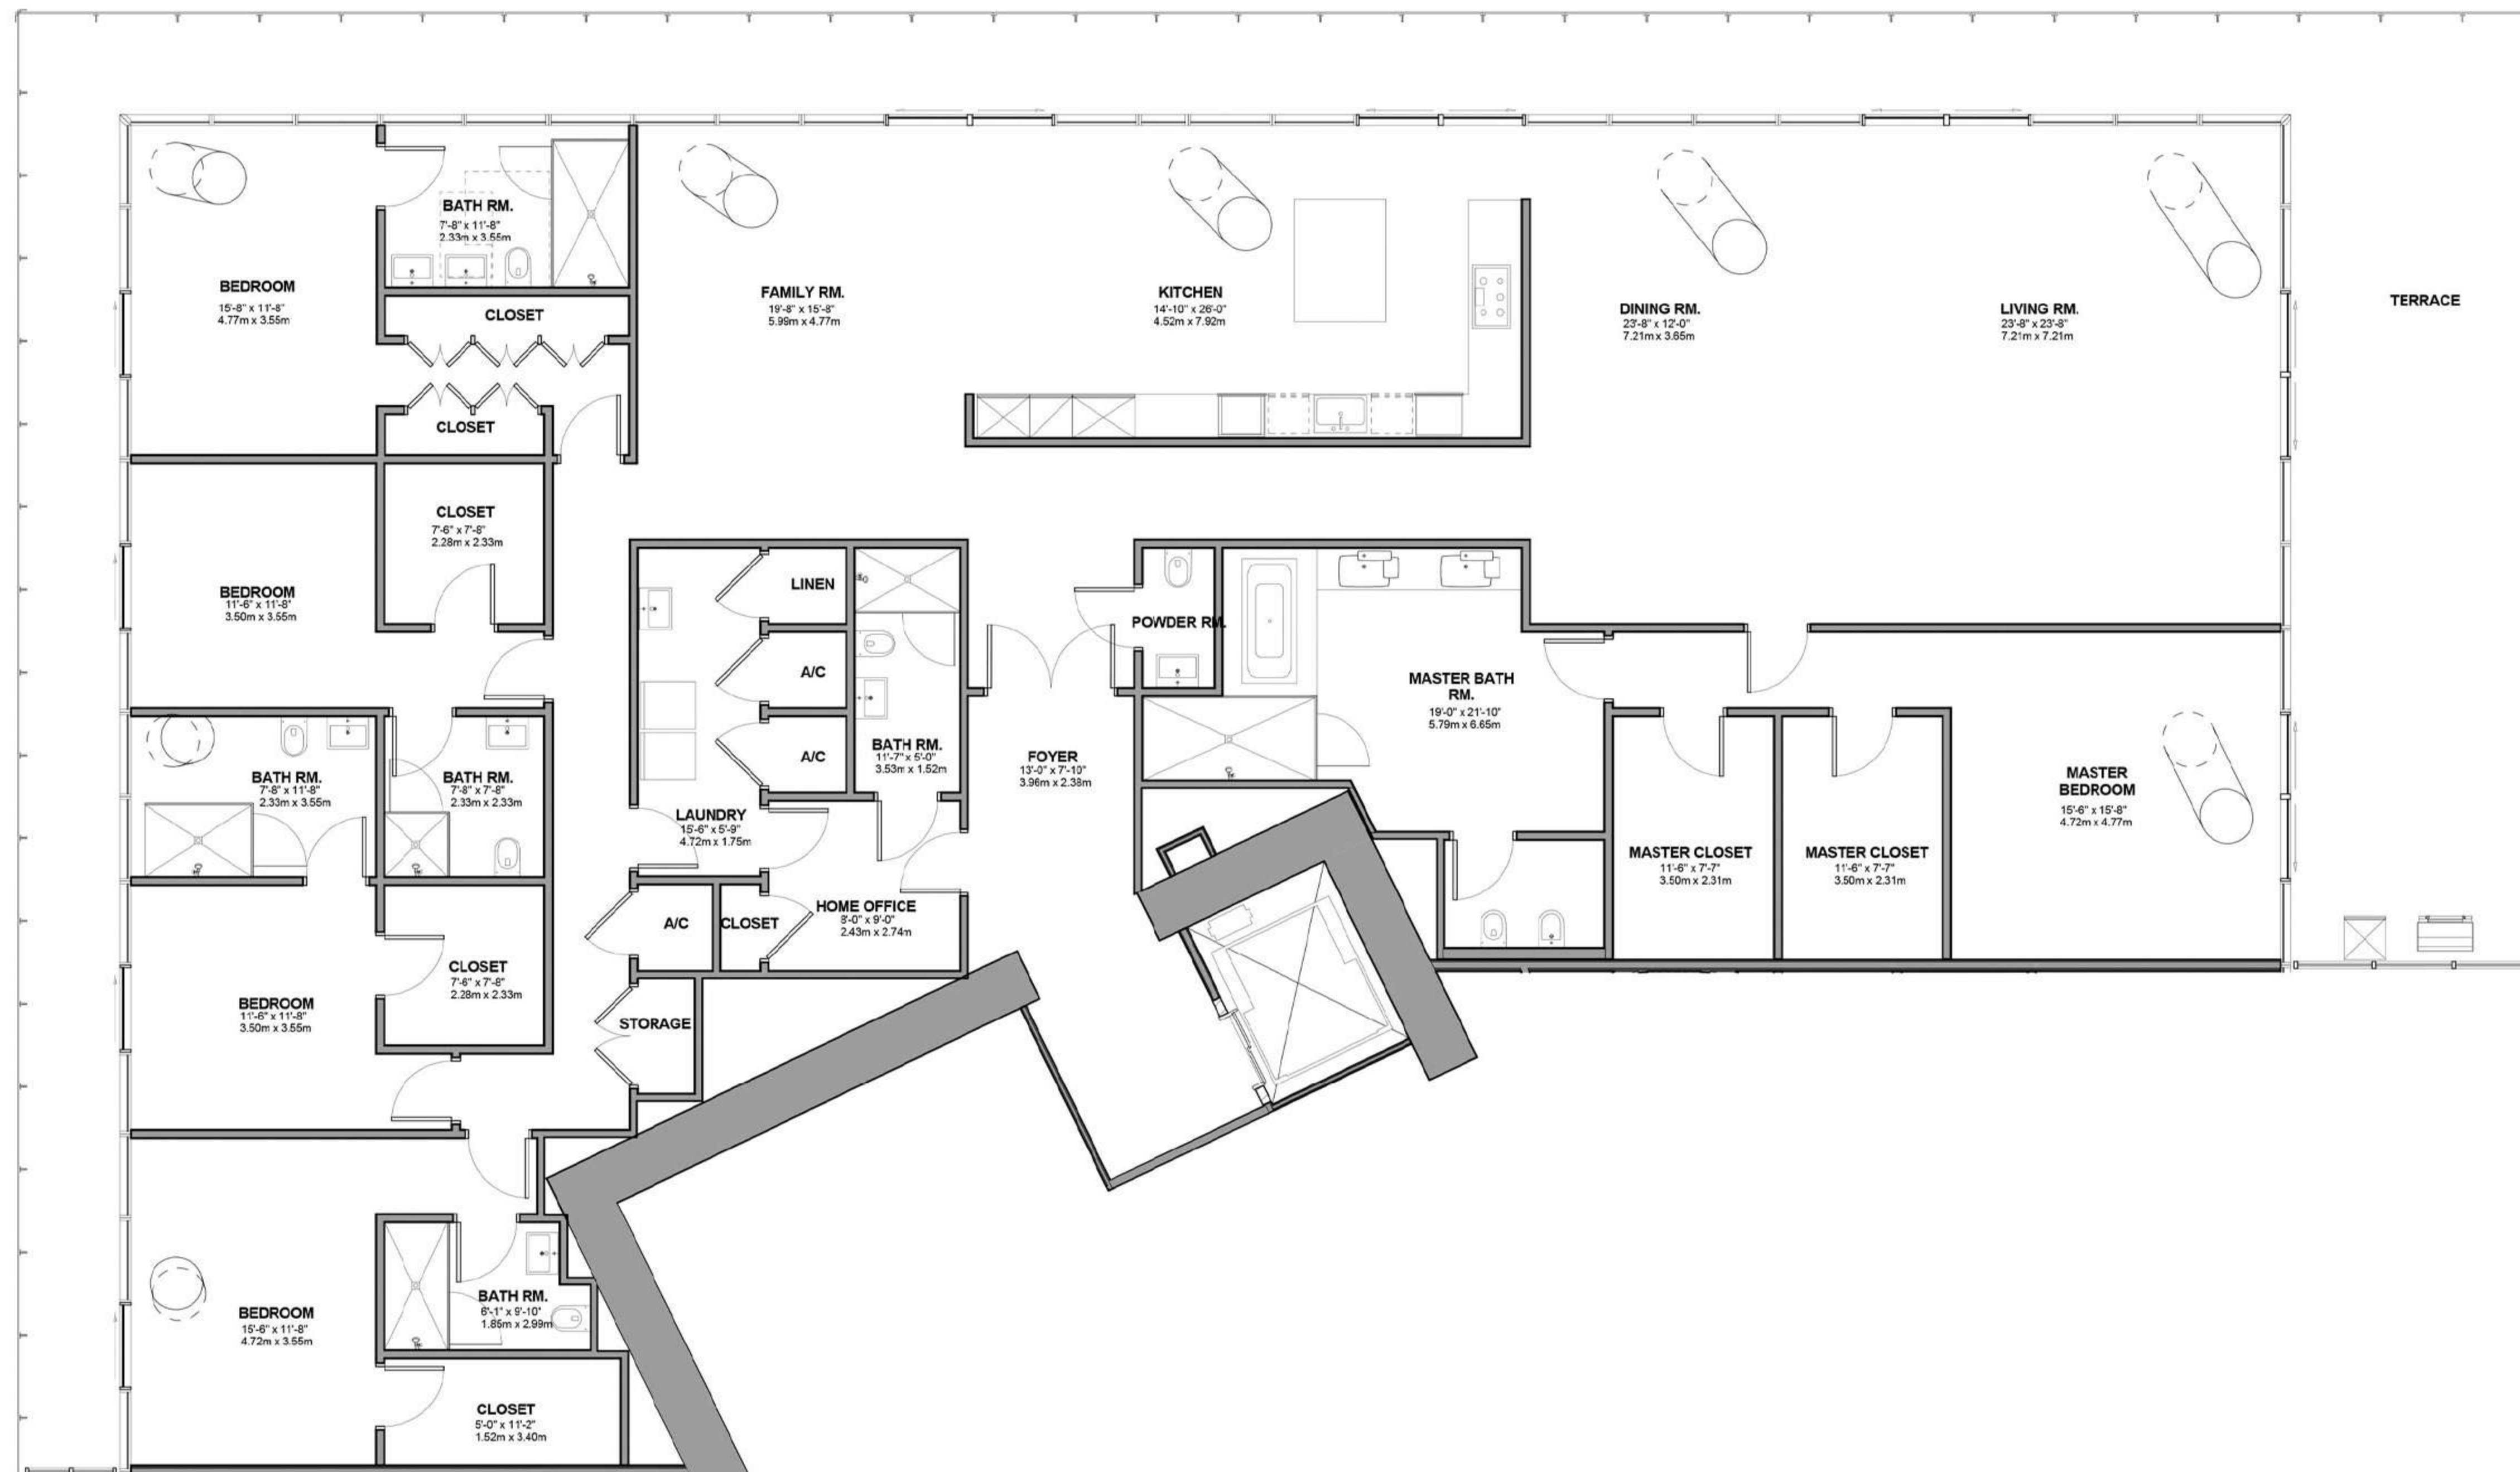 BATH RM.
7'-8" x 11'-8"
2.33m x 3.55m
BEDROOM
15'-8" x 11'-8"
4.77m x 3.55m
CLOSET
FAMILY RM.
19'-8" x 15'-8"
5.99m x 4.77m
KITCHEN
14'-10" x 26'-0"
4.52m x 7.92m
DINING RM.
23'-8" x 12'-0"
7.21m x 3.65m
LIVING RM.
23'-8" x 23'-8"
7.21m x 7.21m
TERRACE
CLOSET
CLOSET
7'-6" x 7'-8"
2.28m x 2.33m
BEDROOM
11'-6" x 11'-8"
3.50m x 3.55m
LINEN
POWDER RM.
A/C
MASTER BATH
RM.
19'-0" x 21'-10"
5.79m x 6.65m
BATH RM.
7'-8" x 11'-8"
2.33m x 3.55m
BATH RM.
7'-8" x 7'-8"
2.33m x 2.33m
A/C
BATH RM.
11'-7" x 5'-0"
3.53m x 1.52m
FOYER
13'-0" x 7'-10"
3.96m x 2.38m
MASTER
BEDROOM
15'-6" x 15'-8"
4.72m x 4.77m
LAUNDRY
15'-6" x 5'-9"
4.72m x 1.75m
MASTER CLOSET
11'-6" x 7'-7"
3.50m x 2.31m
MASTER CLOSET
11'-6" x 7'-7"
3.50m x 2.31m
A/C
CLOSET
HOME OFFICE
8'-0" x 9'-0"
2.43m x 2.74m
CLOSET
7'-6" x 7'-8"
2.28m x 2.33m
BEDROOM
11'-6" x 11'-8"
3.50m x 3.55m
STORAGE
BATH RM.
6'-1" x 9'-10"
1.85m x 2.99m
BEDROOM
15'-6" x 11'-8"
4.72m x 3.55m
CLOSET
5'-0" x 11'-2"
1.52m x 3.40m